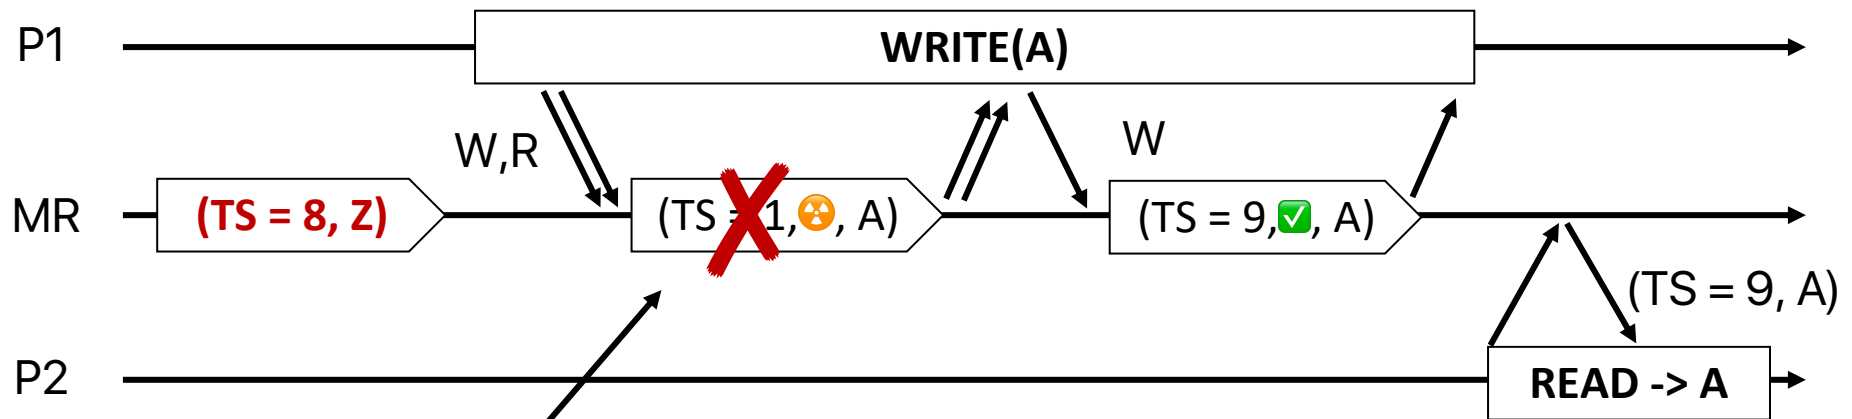 P1
WRITE(A)
W,R
W
MR
(TS = 8, Z)
(TS = 1,☢, A)
(TS = 9,✅, A)
(TS = 9, A)
P2
READ -> A